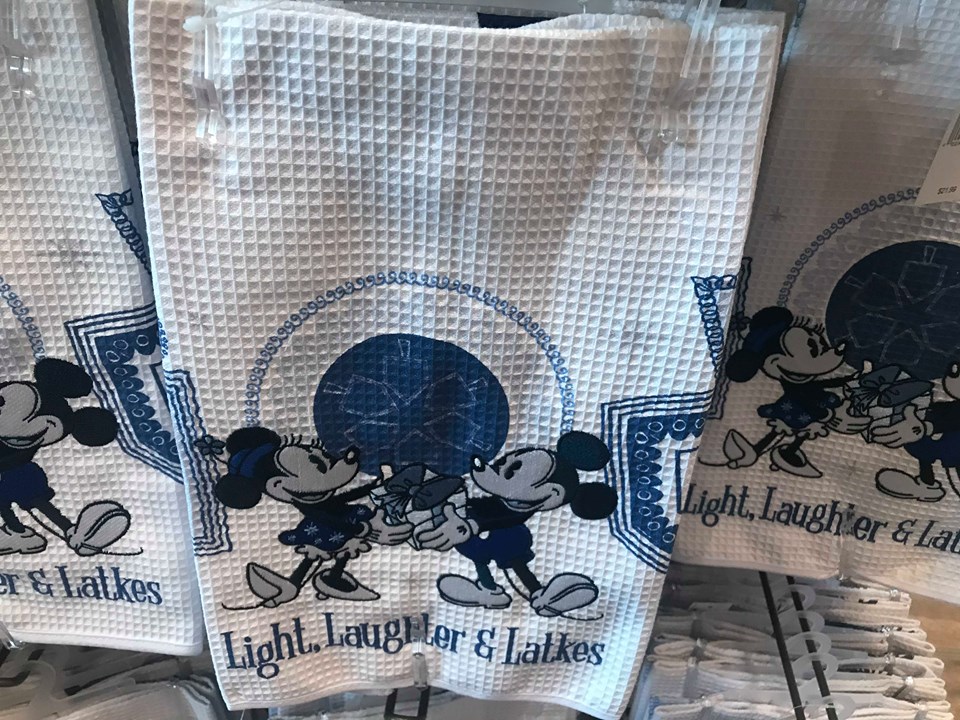 er & Latkes
Light, Laughter & Latkes
Light, Laughter & Lat